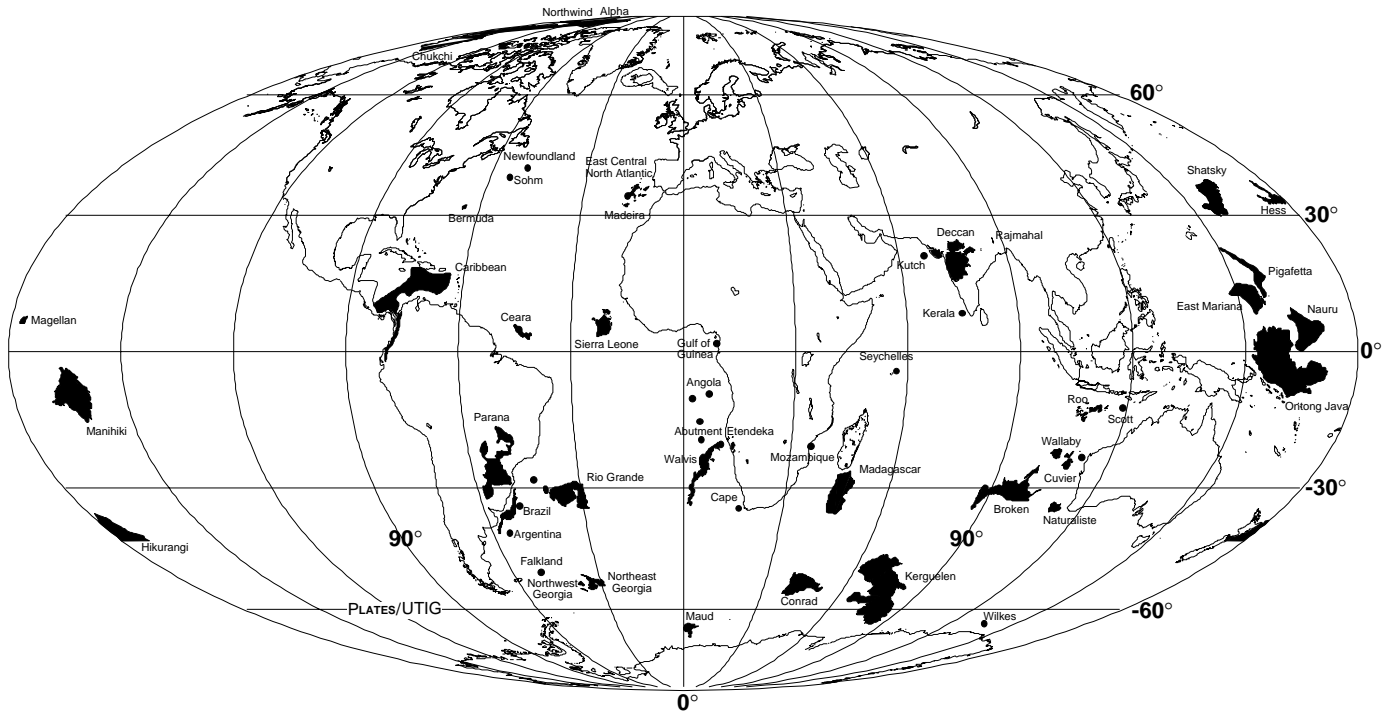 Northwind Alpha
Chukchi
60°
Newfoundland
East Central
North Atlantic
Sohm
Shatsky
Bermuda
Madeira
Hess
30°
Deccan
Rajmahal
Kutch
Caribbean
Pigafetta
East Mariana
Magellan
Ceara
Kerala
Nauru
Sierra Leone
Gulf of
Guinea
Seychelles
0°
Angola
Roo
Scott
Ontong Java
Manihiki
Parana
Abutment Etendeka
Wallaby
Walvis
Mozambique
Madagascar
Rio Grande
Cuvier
-30°
Cape
Brazil
Broken
Naturaliste
Argentina
90°
90°
Hikurangi
Falkland
Northwest
Georgia
Northeast
Georgia
Kerguelen
Conrad
PLATES/UTIG
Maud
Wilkes
-60°
0°